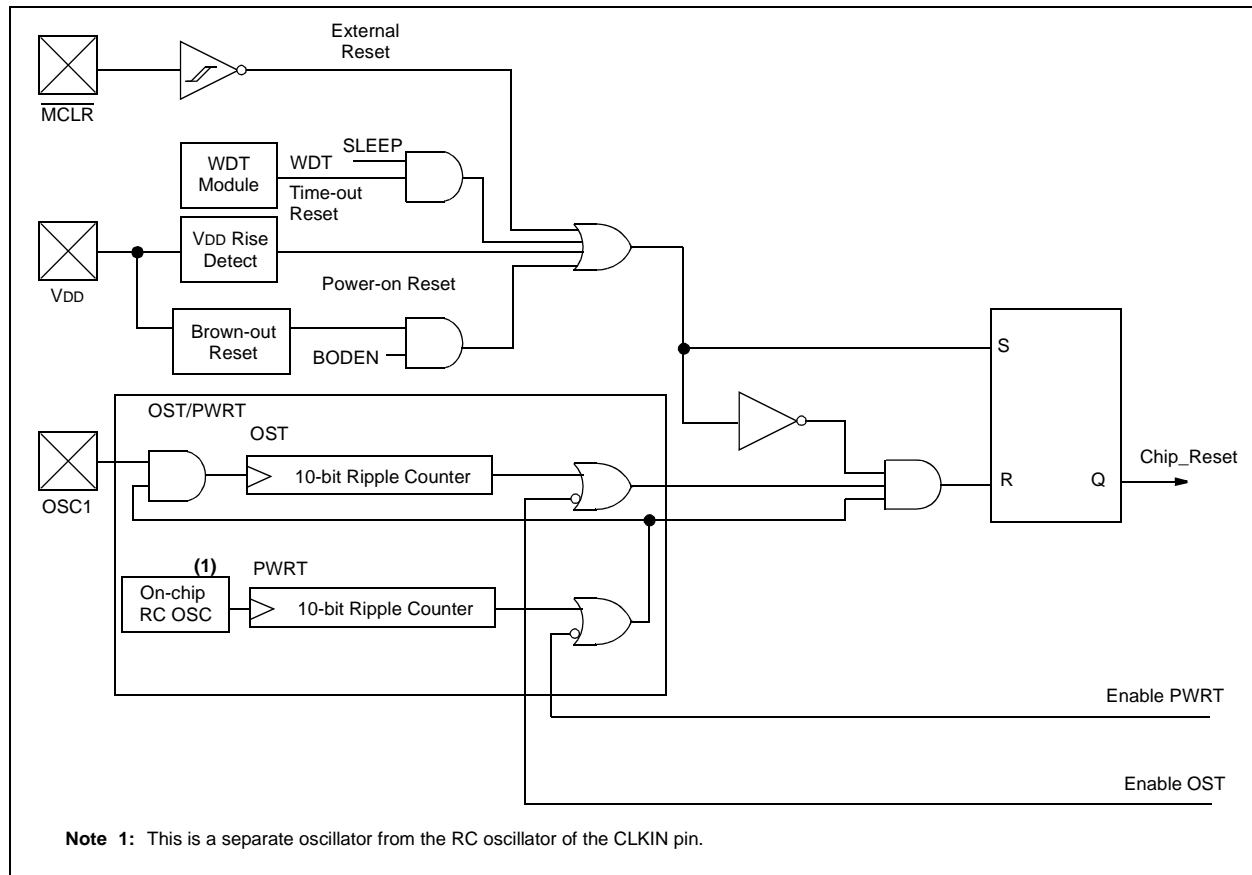 External
Reset
MCLR
SLEEP
WDT
Module
WDT
Time-out
Reset
VDD Rise
Detect
VDD
Power-on Reset
Brown-out
Reset
BODEN
S
OST/PWRT
OST
10-bit Ripple Counter
OSC1
Chip_Reset
R
Q
(1)
PWRT
On-chip
RC OSC
10-bit Ripple Counter
Enable PWRT
Enable OST
Note 1: This is a separate oscillator from the RC oscillator of the CLKIN pin.